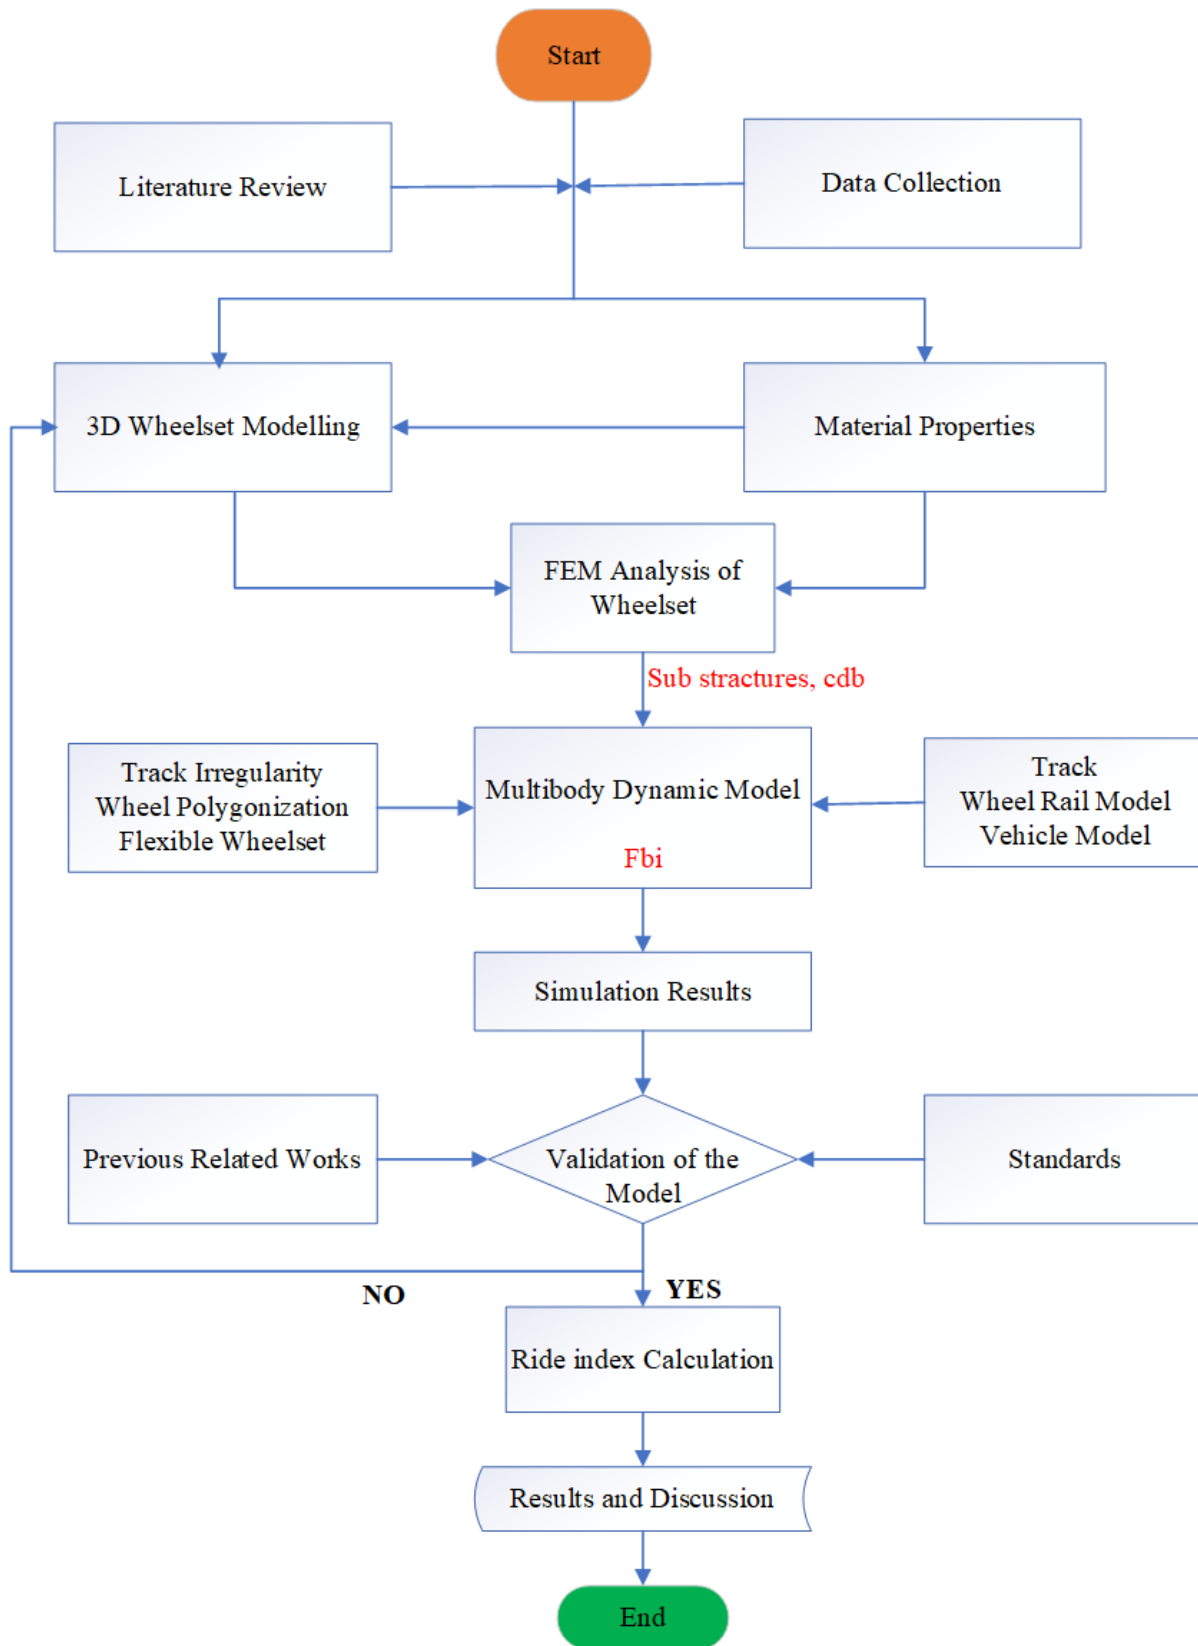 Start
Literature Review
Data Collection
3D Wheelset Modelling
Material Properties
FEM Analysis of
Wheelset
Sub stractures, cdb
Track Irregularity
Wheel Polygonization
Flexible Wheelset
Multibody Dynamic Model
Fbi
Track
Wheel Rail Model
Vehicle Model
Simulation Results
Previous Related Works
Validation of the
Model
Standards
NO
YES
Ride index Calculation
Results and Discussion
End